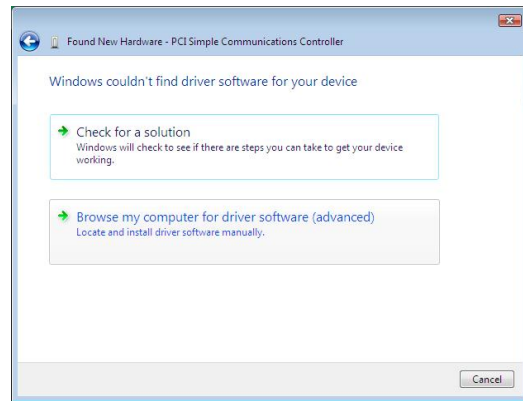 Found New Hardware - PCI Simple Communications Controller
Windows couldn't find driver software for your device
Check for a solution
Windows will check to see if there are steps you can take to get your device
working.
Browse my computer for driver software (advanced)
Locate and install driver software manually.
Cancel